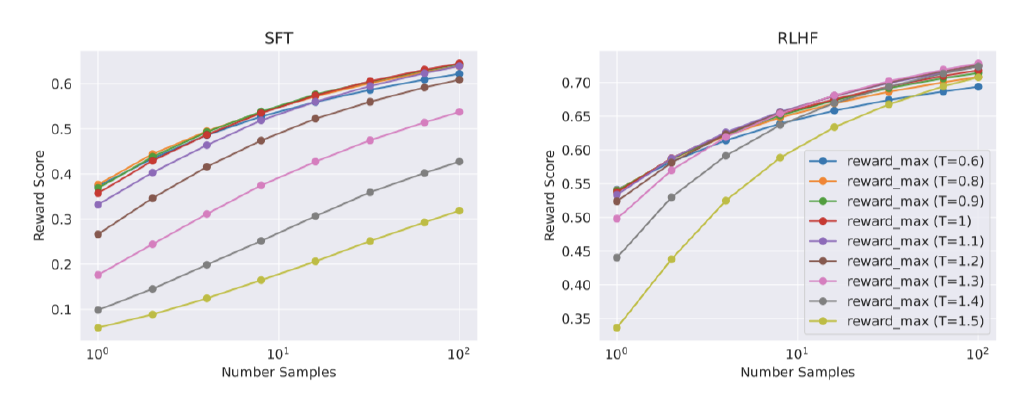 SFT
Reward Score
0.6
0.5
0.4
0.3
0.2
0.1
10⁰
10¹
10²
Number Samples
RLHF
Reward Score
0.70
0.65
0.60
0.55
0.50
0.45
0.40
0.35
reward_max (T=0.6)
reward_max (T=0.8)
reward_max (T=0.9)
reward_max (T=1)
reward_max (T=1.1)
reward_max (T=1.2)
reward_max (T=1.3)
reward_max (T=1.4)
reward_max (T=1.5)
10⁰
10¹
10²
Number Samples